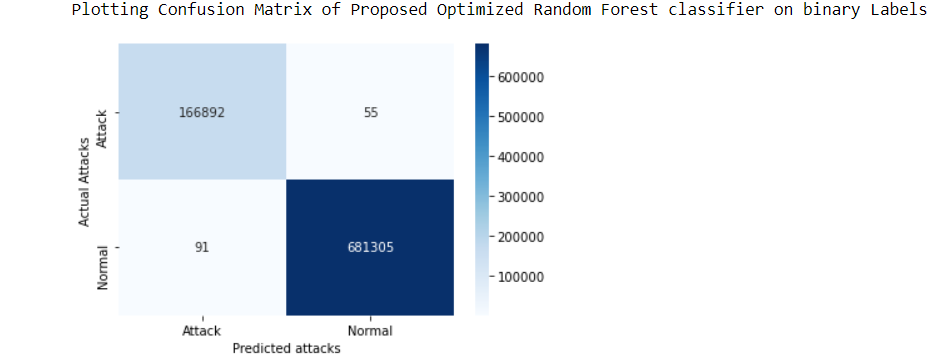 Plotting Confusion Matrix of Proposed Optimized Random Forest classifier on binary Labels
Actual Attacks
Attack
Normal
166892
55
91
681305
600000
500000
400000
300000
200000
100000
Attack
Normal
Predicted attacks